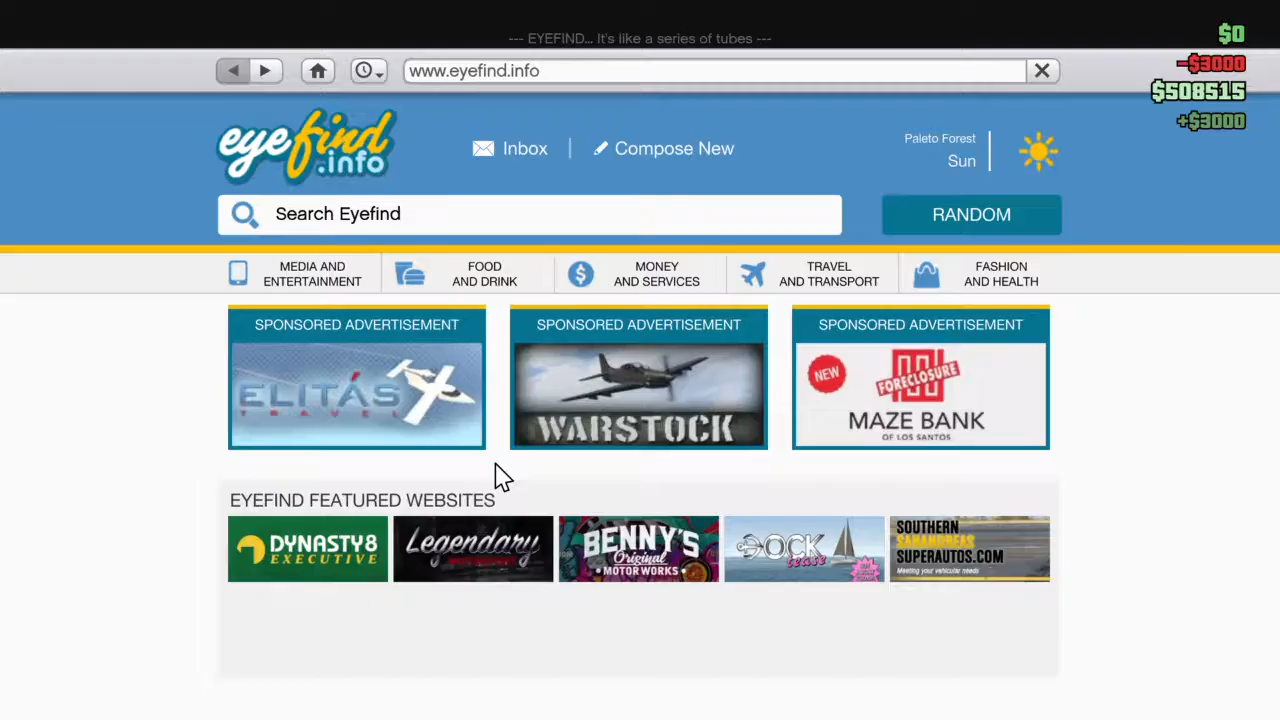 --- EYEFIND... It's like a series of tubes ---
$0
-$3000
$508515
+$3000
www.eyefind.info
eyefind
.info
Inbox
Compose New
Paleto Forest
Sun
Search Eyefind
RANDOM
MEDIA AND
ENTERTAINMENT
FOOD
AND DRINK
MONEY
AND SERVICES
TRAVEL
AND TRANSPORT
FASHION
AND HEALTH
SPONSORED ADVERTISEMENT
ELITÁS
TRAVEL
SPONSORED ADVERTISEMENT
WARSTOCK
SPONSORED ADVERTISEMENT
NEW
FORECLOSURE
MAZE BANK
OF LOS SANTOS
EYEFIND FEATURED WEBSITES
DYNASTY8
EXECUTIVE
Legendary
BENNY'S
Original
MOTORWORKS
DOCK
tease
SOUTHERN
SANANDREAS
SUPERAUTOS.COM
Meeting your vehicular needs